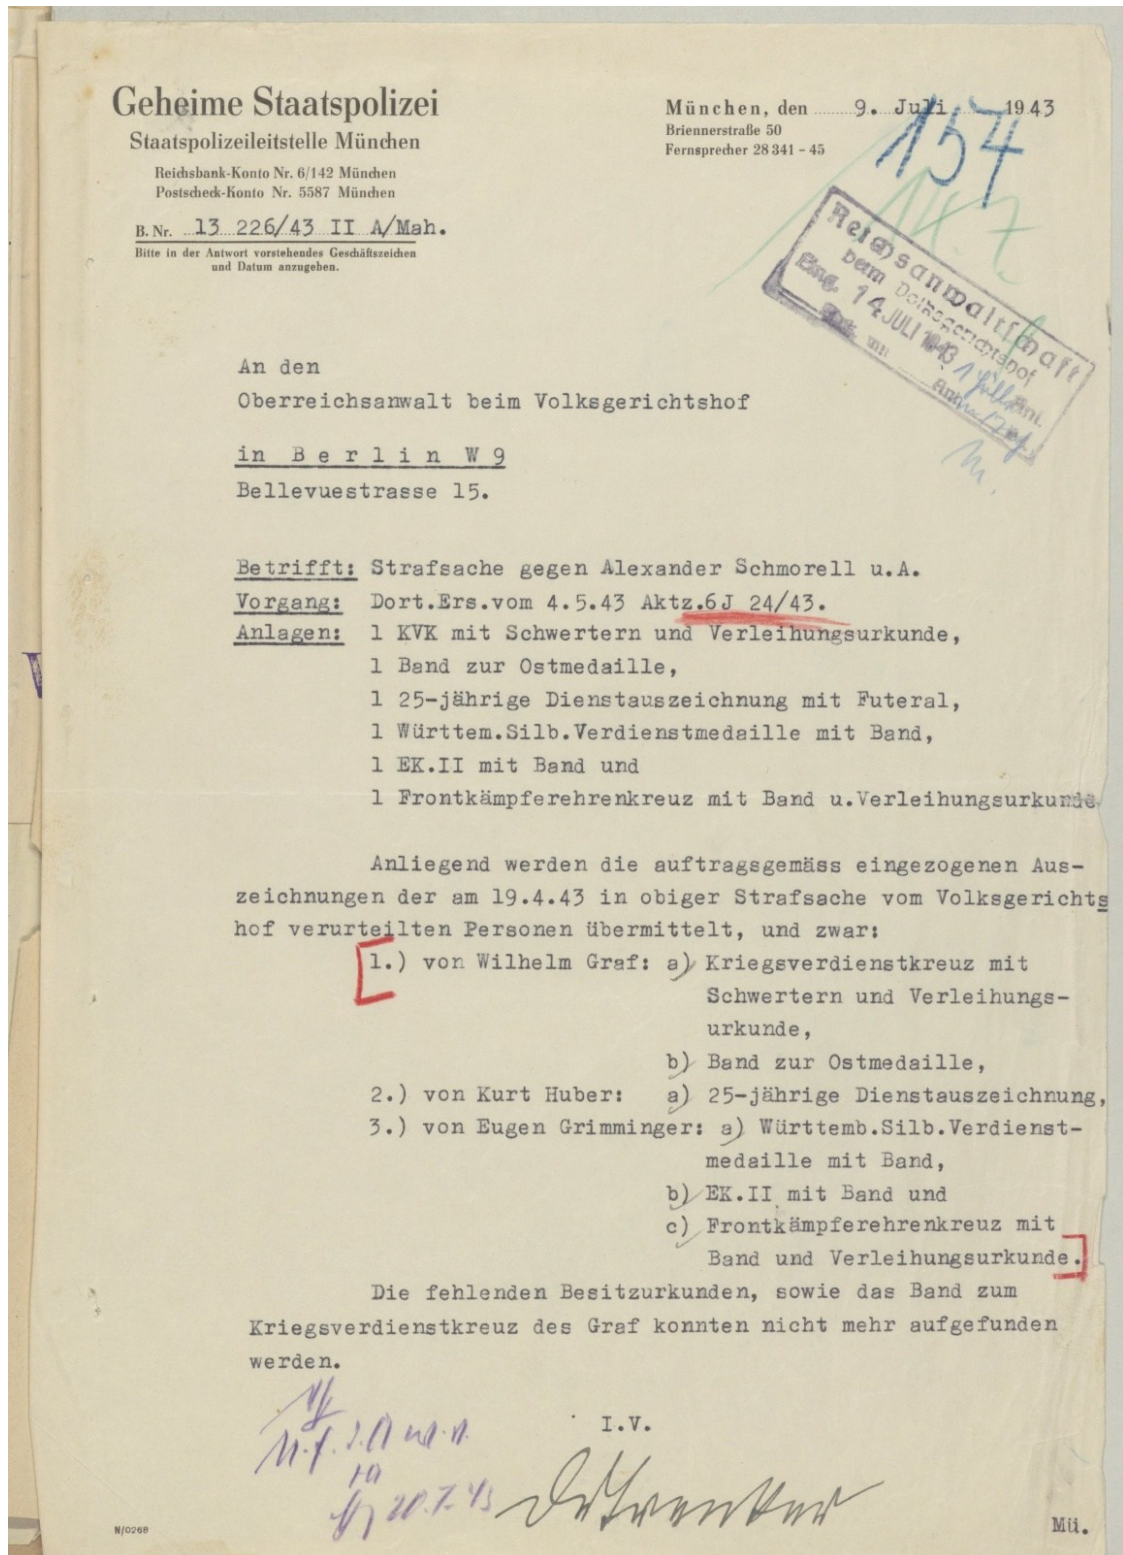 Geheime Staatspolizei
Staatspolizeileitstelle München
Reichsbank-Konto Nr. 6/142 München
Postscheck-Konto Nr. 5587 München
B. Nr. 13 226/43 II A/Mah.
Bitte in der Antwort vorstehendes Geschäftszeichen
und Datum anzugeben.
München, den 9. Juli 1943
Briennerstraße 50
Fernsprecher 28 341 - 45
154
14.7.
Reichsanwaltschaft
beim Volksgerichtshof
Eing. 14 JULI 1943
An den
Oberreichsanwalt beim Volksgerichtshof
in Berlin W 9
Bellevuestrasse 15.
Betrifft: Strafsache gegen Alexander Schmorell u.A.
Vorgang: Dort.Ers.vom 4.5.43 Aktz.6J 24/43.
Anlagen: 1 KVK mit Schwertern und Verleihungsurkunde,
1 Band zur Ostmedaille,
1 25-jährige Dienstauszeichnung mit Futeral,
1 Württem.Silb.Verdienstmedaille mit Band,
1 EK.II mit Band und
1 Frontkämpferehrenkreuz mit Band u.Verleihungsurkunde.
Anliegend werden die auftragsgemäss eingezogenen Aus-
zeichnungen der am 19.4.43 in obiger Strafsache vom Volksgerichts
hof verurteilten Personen übermittelt, und zwar:
1.) von Wilhelm Graf: a) Kriegsverdienstkreuz mit
Schwertern und Verleihungs-
urkunde,
b) Band zur Ostmedaille,
2.) von Kurt Huber: a) 25-jährige Dienstauszeichnung,
3.) von Eugen Grimminger: a) Württemb.Silb.Verdienst-
medaille mit Band,
b) EK.II mit Band und
c) Frontkämpferehrenkreuz mit
Band und Verleihungsurkunde.
Die fehlenden Besitzurkunden, sowie das Band zum
Kriegsverdienstkreuz des Graf konnten nicht mehr aufgefunden
werden.
I.V.
20.7.43
N/0268
Mü.